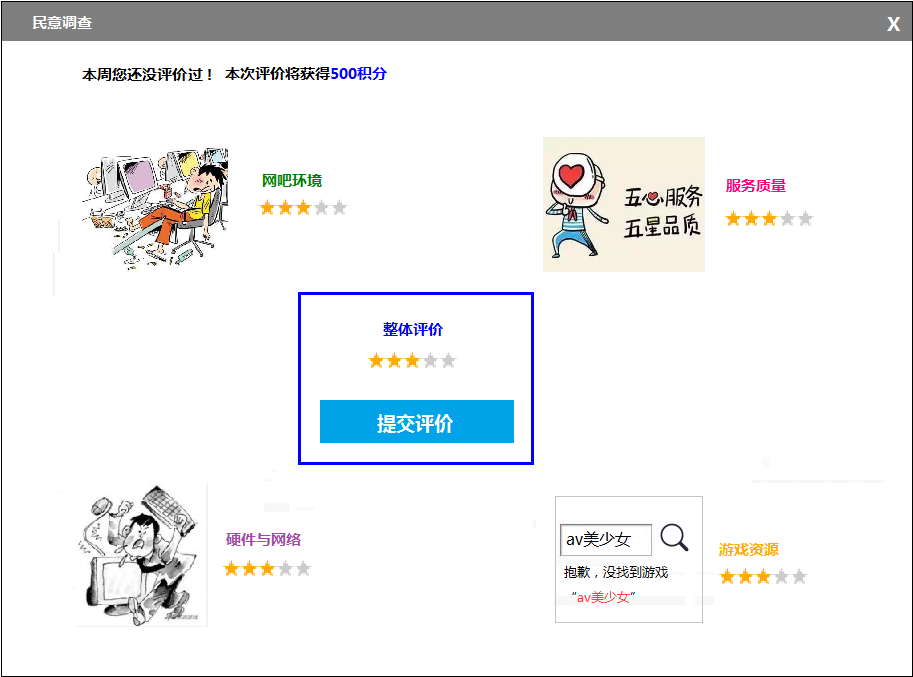 民意调查
X
本周您还没评价过！ 本次评价将获得500积分
网吧环境
五心服务
五星品质
服务质量
整体评价
提交评价
硬件与网络
av美少女
抱歉，没找到游戏
“av美少女”
游戏资源